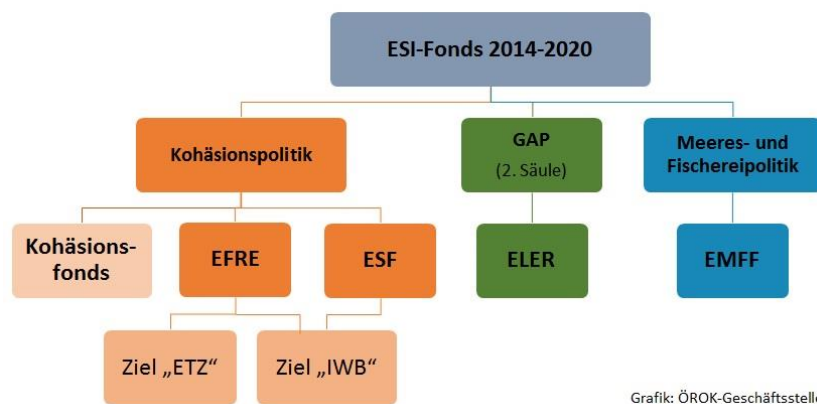 ESI-Fonds 2014-2020
Kohäsionspolitik
GAP
(2. Säule)
Meeres- und
Fischereipolitik
Kohäsions-
fonds
EFRE
ESF
ELER
EMFF
Ziel „ETZ“
Ziel „IWB“
Grafik: ÖROK-Geschäftsstelle